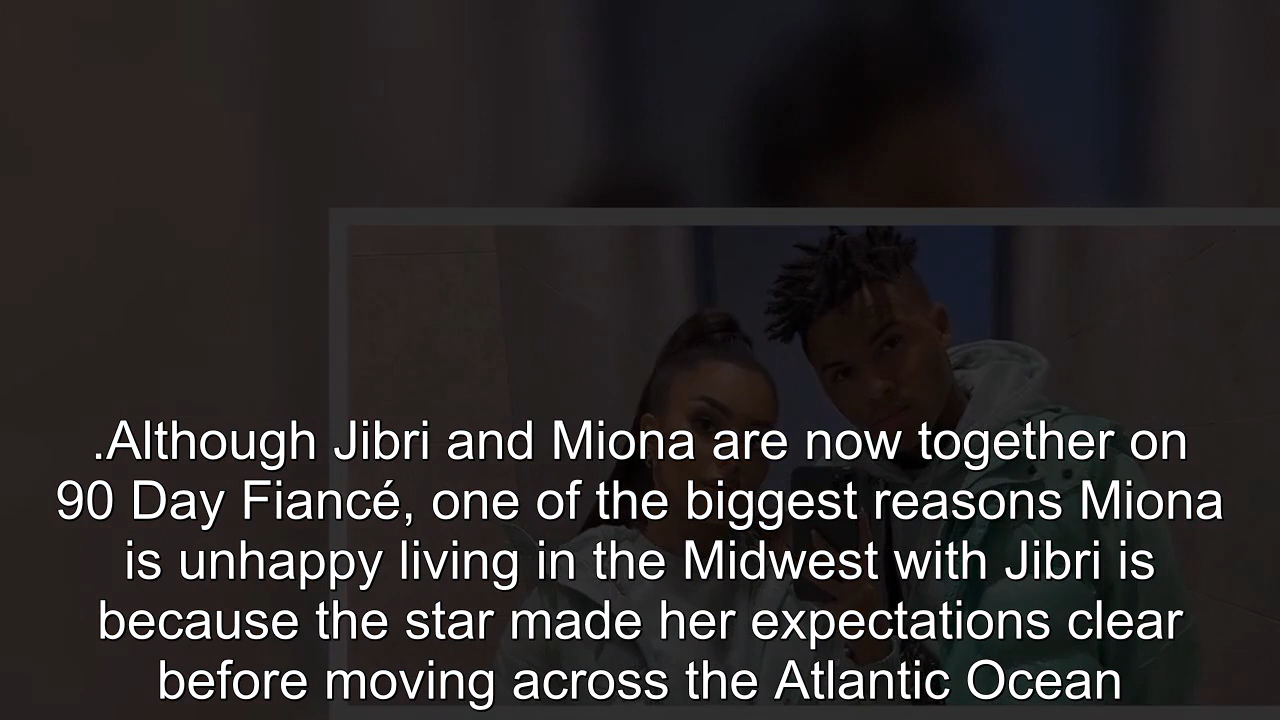 .Although Jibri and Miona are now together on
90 Day Fiancé, one of the biggest reasons Miona
is unhappy living in the Midwest with Jibri is
because the star made her expectations clear
before moving across the Atlantic Ocean